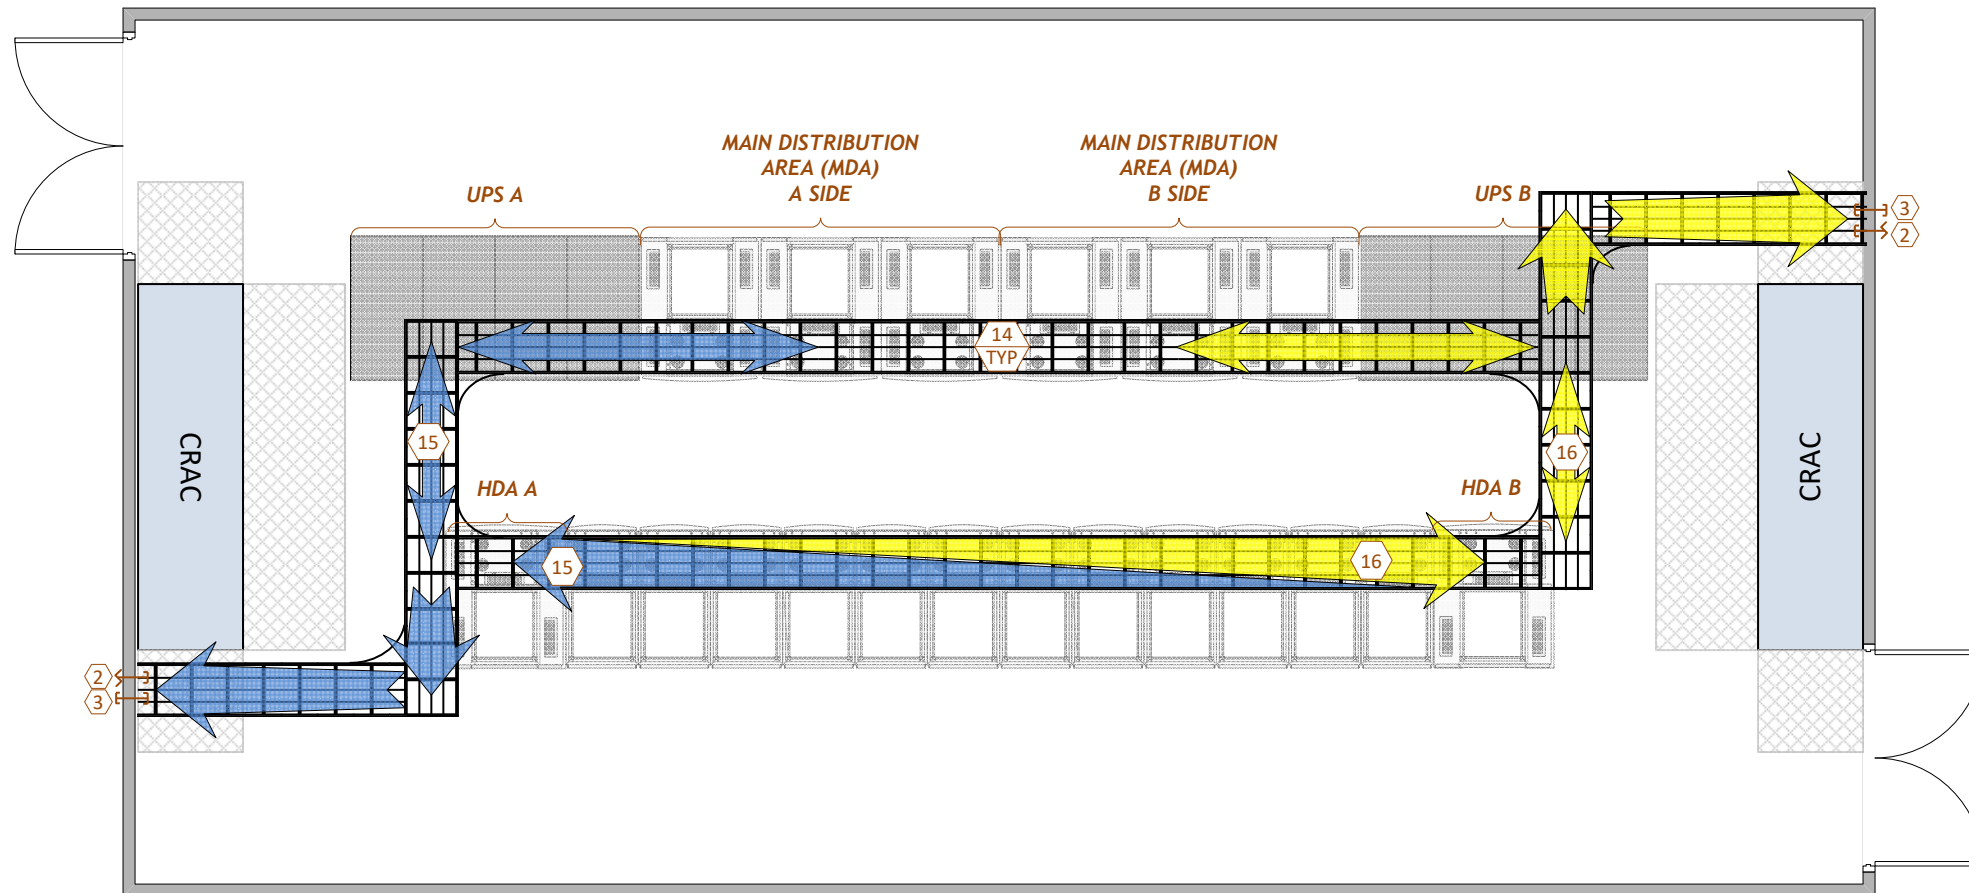 MAIN DISTRIBUTION
AREA (MDA)
A SIDE
MAIN DISTRIBUTION
AREA (MDA)
B SIDE
UPS A
UPS B
3
2
14
TYP
15
16
CRAC
CRAC
HDA A
HDA B
15
16
2
3